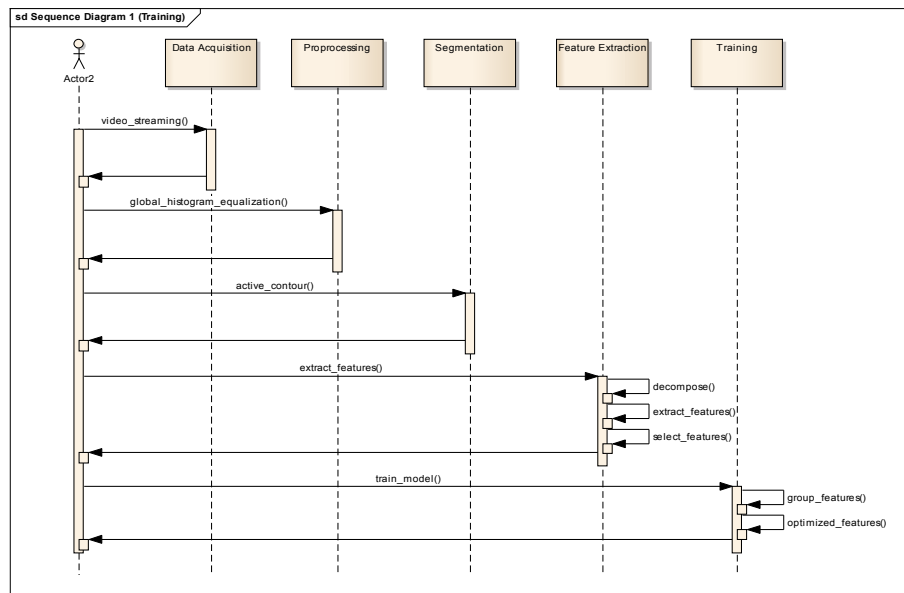 sd Sequence Diagram 1 (Training)
Actor2
Data Acquisition
Proprocessing
Segmentation
Feature Extraction
Training
video_streaming()
global_histogram_equalization()
active_contour()
extract_features()
decompose()
extract_features()
select_features()
train_model()
group_features()
optimized_features()